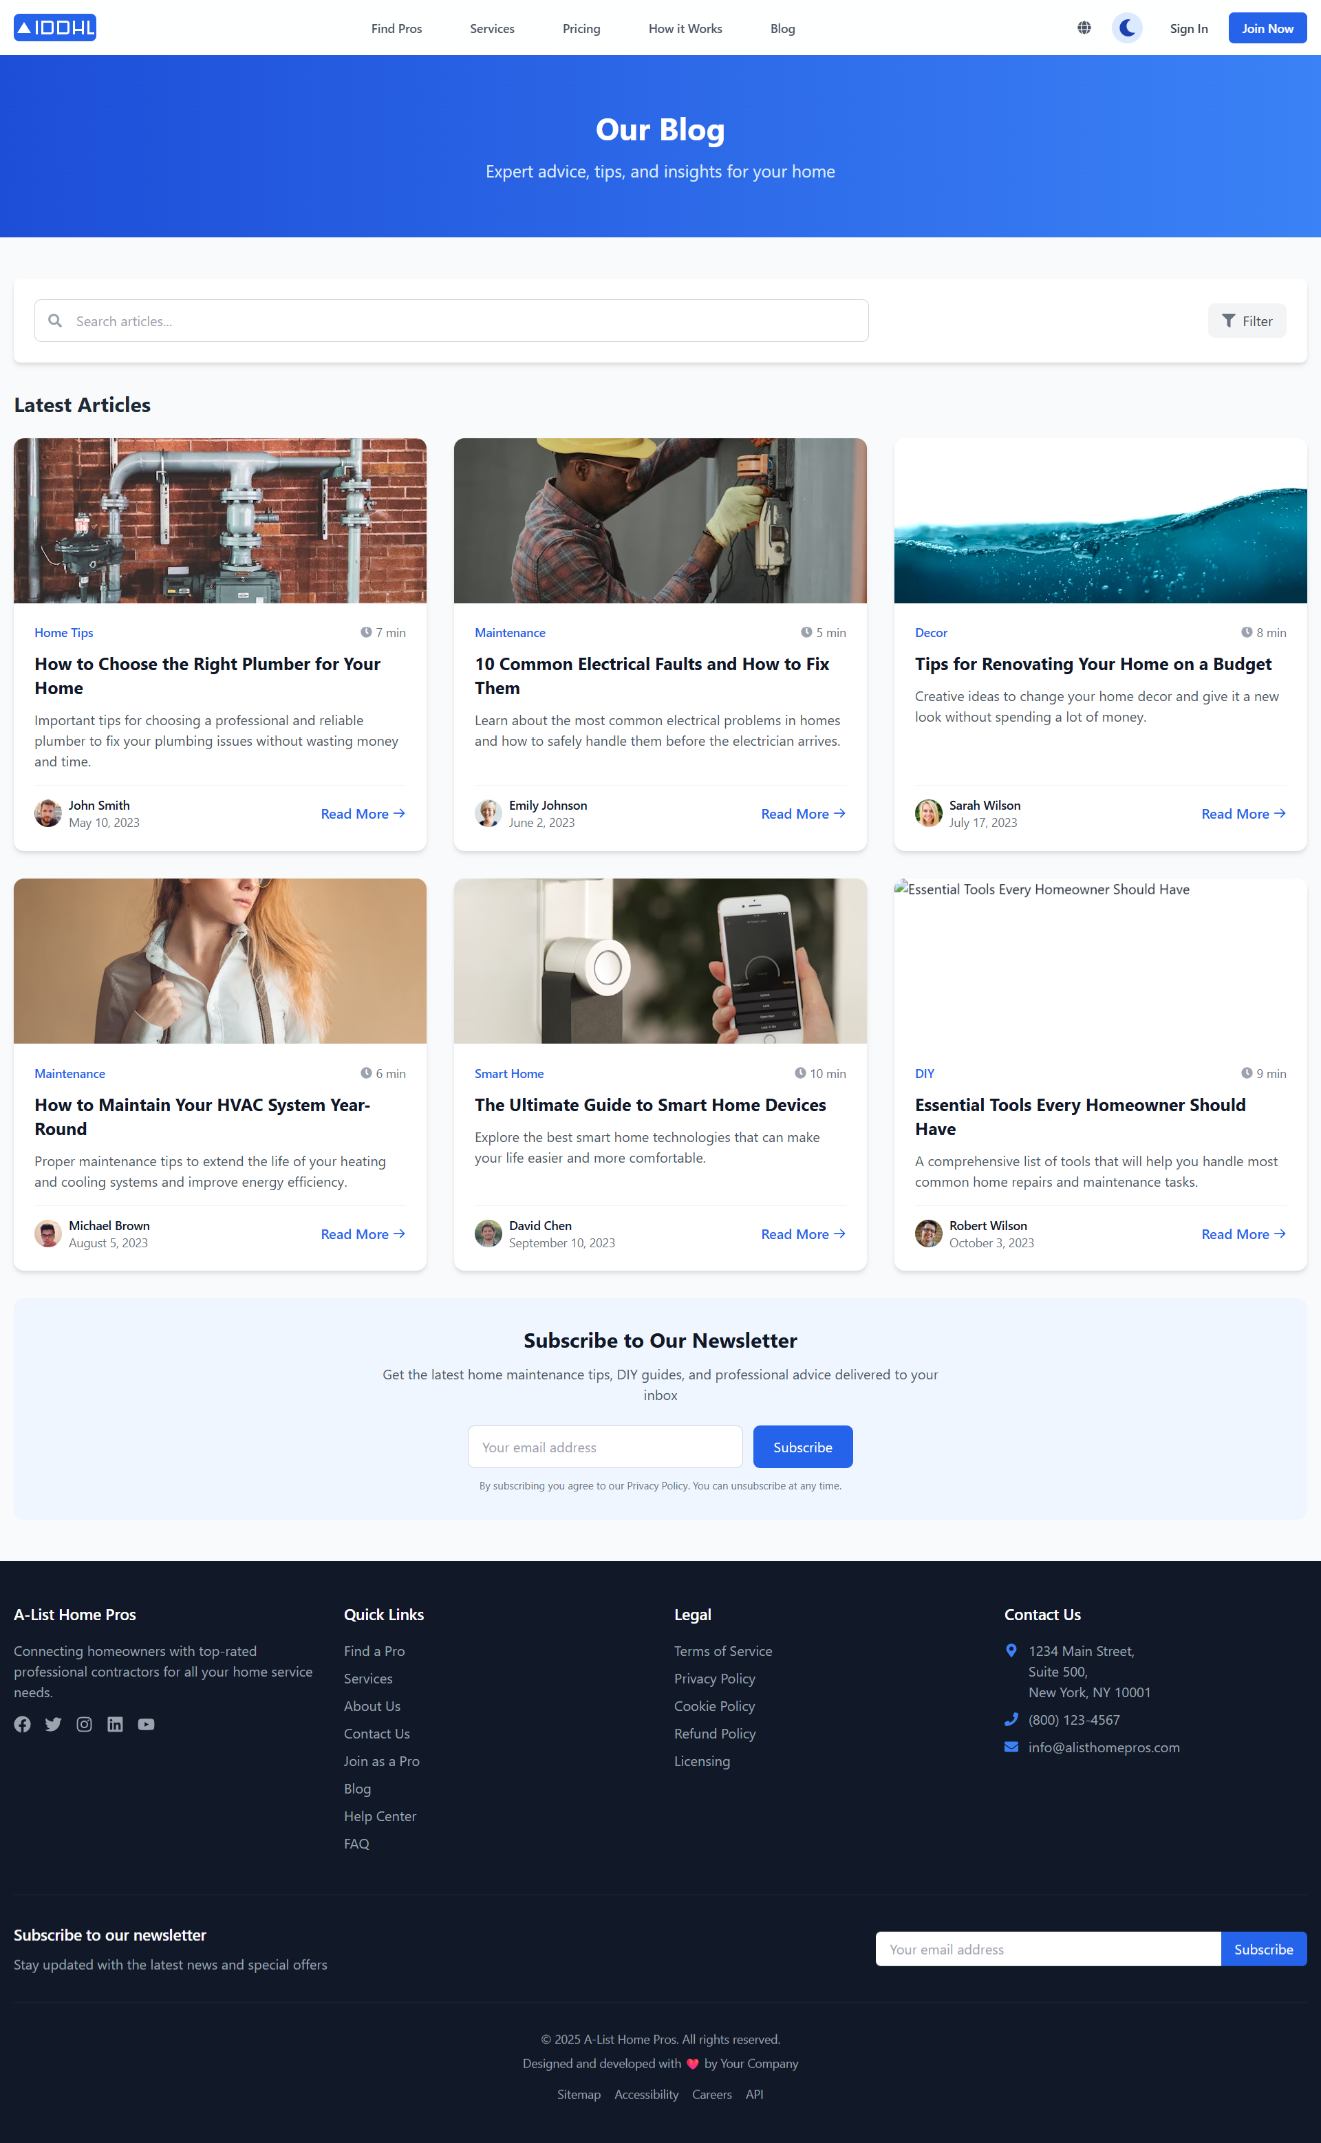 IDDHL
Find Pros
Services
Pricing
How it Works
Blog
Sign In
Join Now
Our Blog
Expert advice, tips, and insights for your home
Search articles...
Filter
Latest Articles
Home Tips
7 min
How to Choose the Right Plumber for Your
Home
Important tips for choosing a professional and reliable
plumber to fix your plumbing issues without wasting money
and time.
John Smith
May 10, 2023
Read More
Maintenance
5 min
10 Common Electrical Faults and How to Fix
Them
Learn about the most common electrical problems in homes
and how to safely handle them before the electrician arrives.
Emily Johnson
June 2, 2023
Read More
Decor
8 min
Tips for Renovating Your Home on a Budget
Creative ideas to change your home decor and give it a new
look without spending a lot of money.
Sarah Wilson
July 17, 2023
Read More
Maintenance
6 min
How to Maintain Your HVAC System Year-
Round
Proper maintenance tips to extend the life of your heating
and cooling systems and improve energy efficiency.
Michael Brown
August 5, 2023
Read More
Smart Home
10 min
The Ultimate Guide to Smart Home Devices
Explore the best smart home technologies that can make
your life easier and more comfortable.
David Chen
September 10, 2023
Read More
Essential Tools Every Homeowner Should Have
DIY
9 min
Essential Tools Every Homeowner Should
Have
A comprehensive list of tools that will help you handle most
common home repairs and maintenance tasks.
Robert Wilson
October 3, 2023
Read More
Subscribe to Our Newsletter
Get the latest home maintenance tips, DIY guides, and professional advice delivered to your
inbox
Your email address
Subscribe
By subscribing you agree to our Privacy Policy. You can unsubscribe at any time.
A-List Home Pros
Connecting homeowners with top-rated
professional contractors for all your home service
needs.
Quick Links
Find a Pro
Services
About Us
Contact Us
Join as a Pro
Blog
Help Center
FAQ
Legal
Terms of Service
Privacy Policy
Cookie Policy
Refund Policy
Licensing
Contact Us
1234 Main Street,
Suite 500,
New York, NY 10001
(800) 123-4567
info@alisthomepros.com
Subscribe to our newsletter
Stay updated with the latest news and special offers
Your email address
Subscribe
© 2025 A-List Home Pros. All rights reserved.
Designed and developed with ❤️ by Your Company
Sitemap
Accessibility
Careers
API